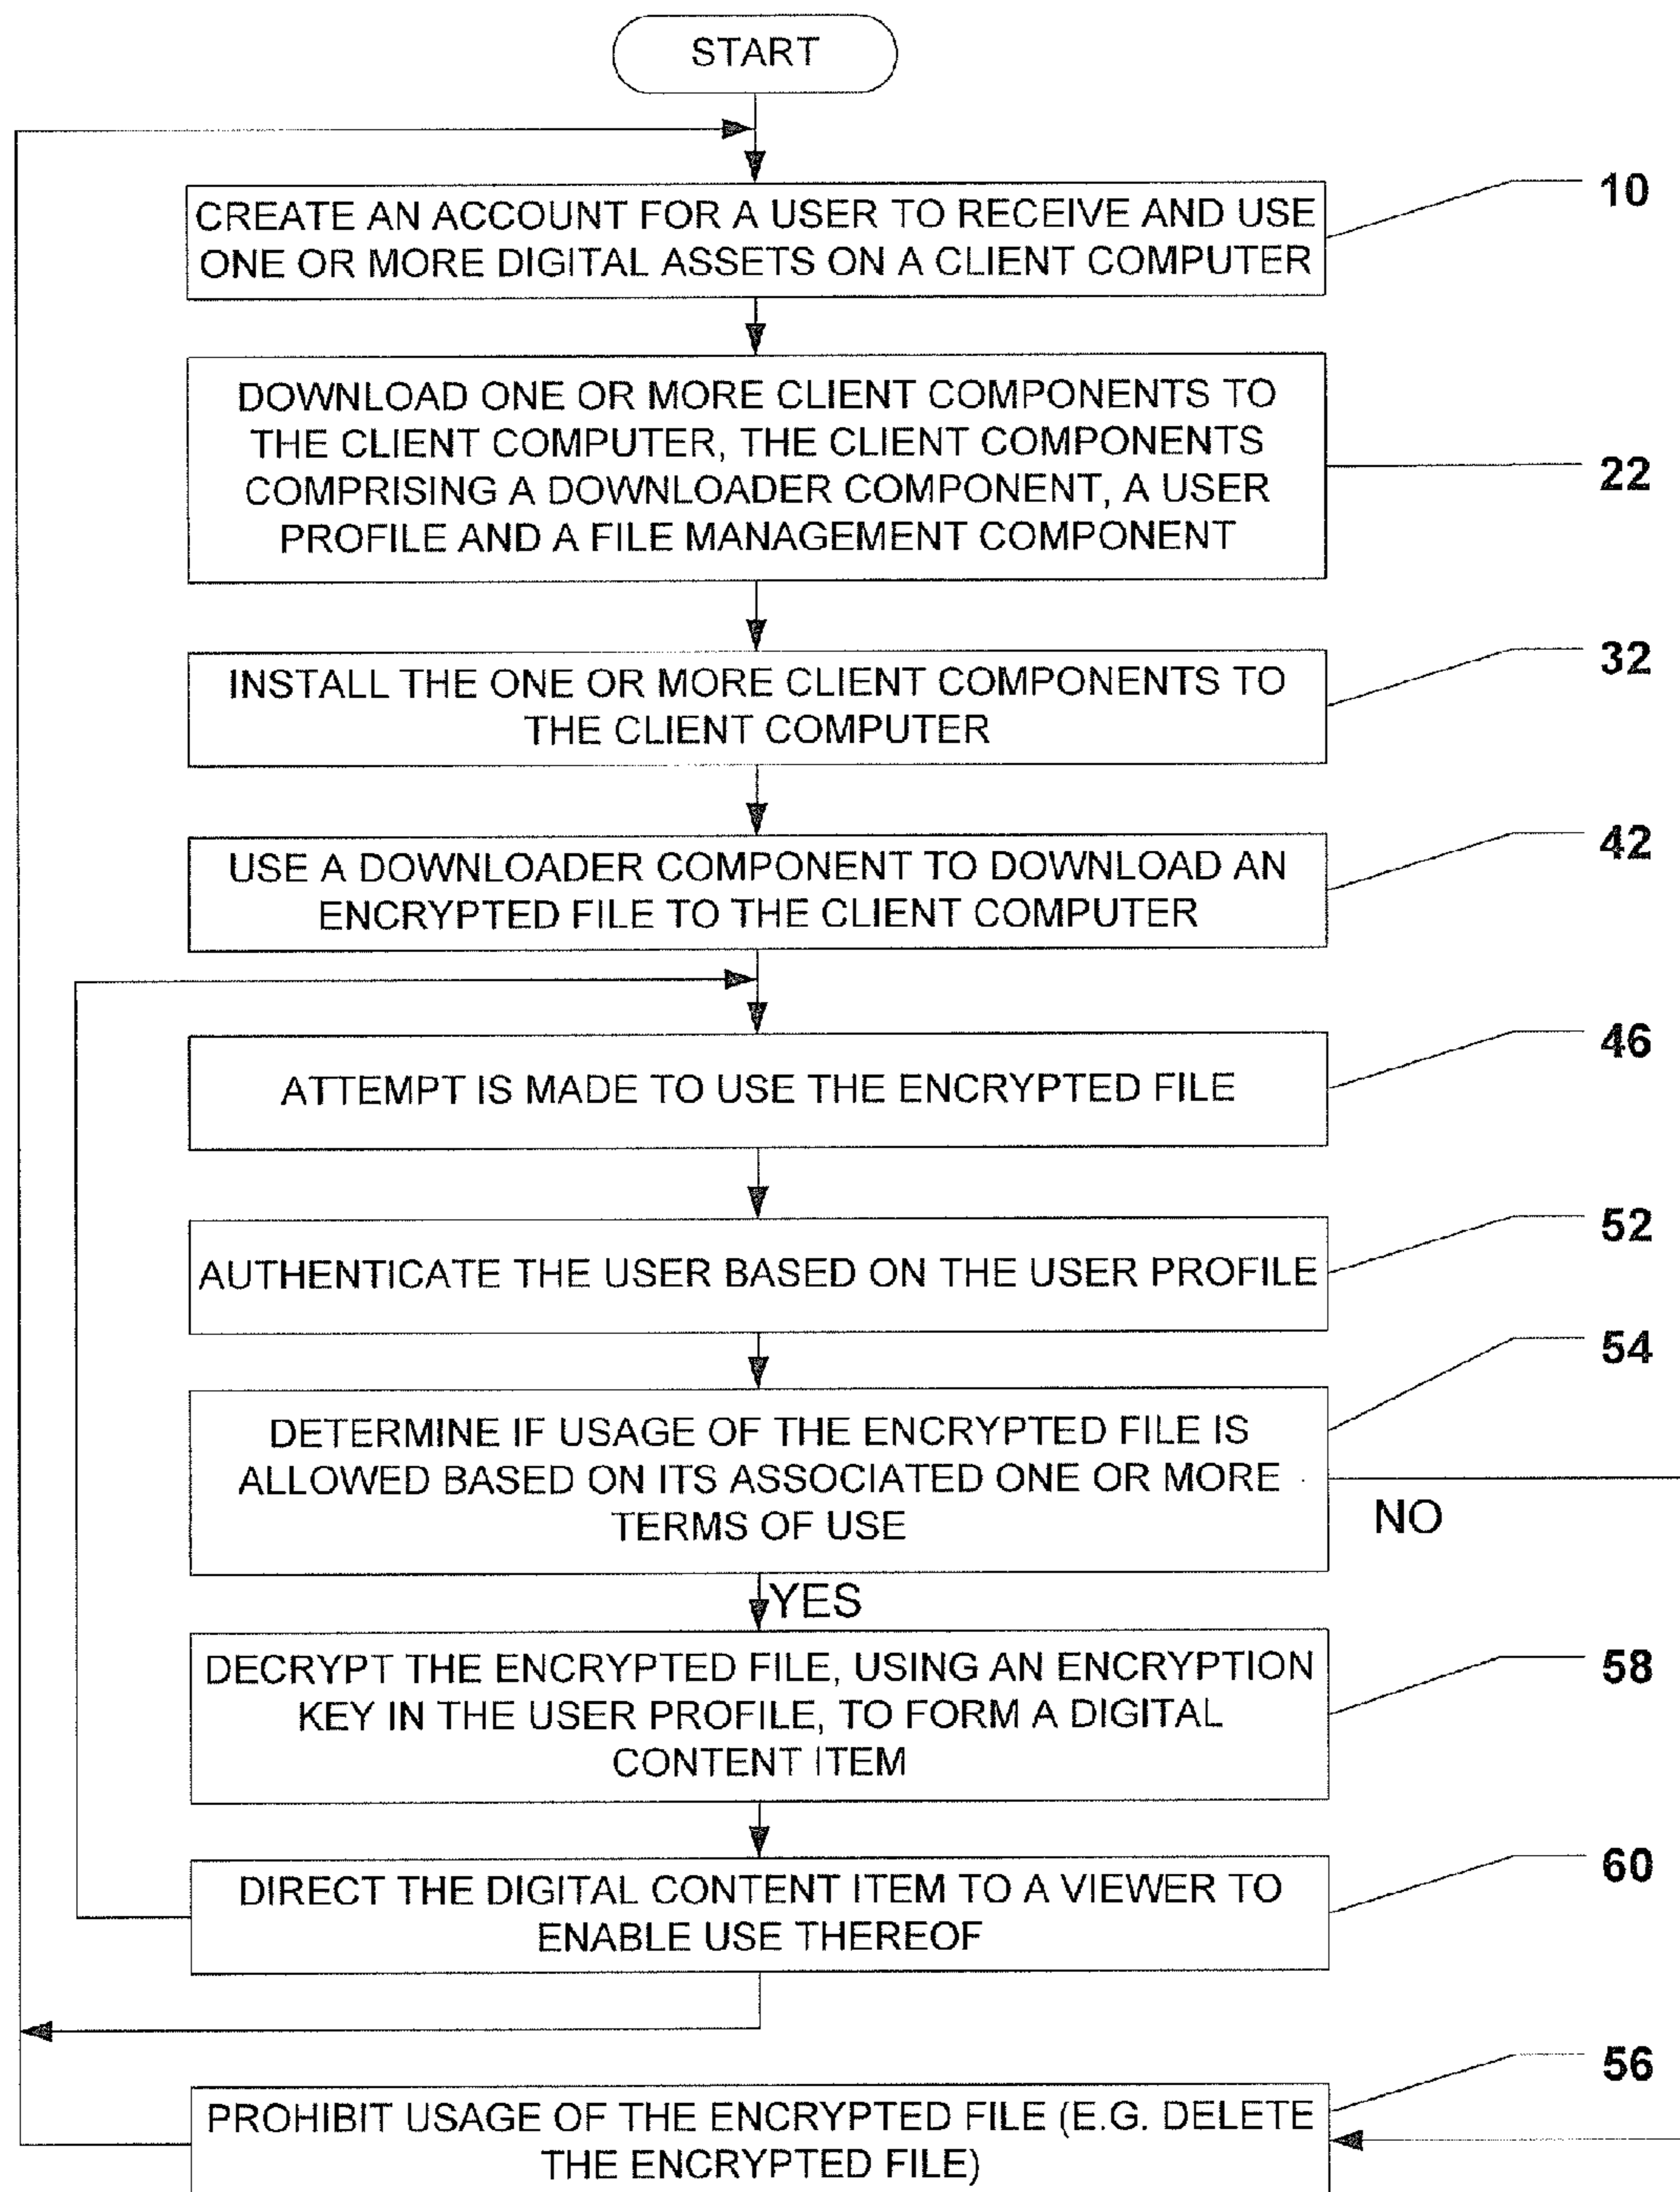 START
10
CREATE AN ACCOUNT FOR A USER TO RECEIVE AND USE
ONE OR MORE DIGITAL ASSETS ON A CLIENT COMPUTER
DOWNLOAD ONE OR MORE CLIENT COMPONENTS TO
THE CLIENT COMPUTER, THE CLIENT COMPONENTS
22
COMPRISING A DOWNLOADER COMPONENT, A USER
PROFILE AND A FILE MANAGEMENT COMPONENT
32
INSTALL THE ONE OR MORE CLIENT COMPONENTS TO
THE CLIENT COMPUTER
42
USE A DOWNLOADER COMPONENT TO DOWNLOAD AN
ENCRYPTED FILE TO THE CLIENT COMPUTER
46
ATTEMPT IS MADE TO USE THE ENCRYPTED FILE
52
AUTHENTICATE THE USER BASED ON THE USER PROFILE
54
DETERMINE IF USAGE OF THE ENCRYPTED FILE IS
ALLOWED BASED ON ITS ASSOCIATED ONE OR MORE
TERMS OF USE
NO
YES
58
DECRYPT THE ENCRYPTED FILE, USING AN ENCRYPTION
KEY IN THE USER PROFILE, TO FORM A DIGITAL
CONTENT ITEM
60
DIRECT THE DIGITAL CONTENT ITEM TO A VIEWER TO
ENABLE USE THEREOF
56
PROHIBIT USAGE OF THE ENCRYPTED FILE (E.G. DELETE
THE ENCRYPTED FILE)